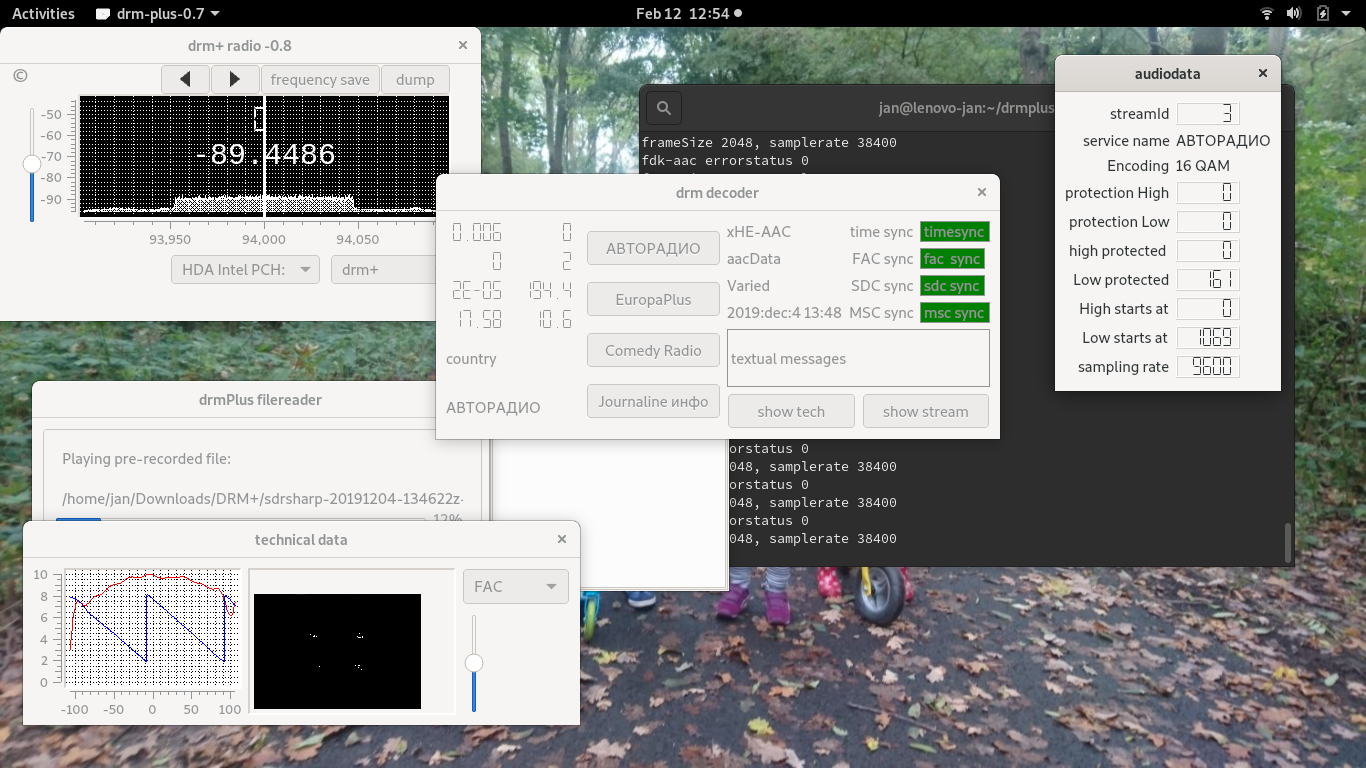 Activities drm-plus-0.7 Feb 12 12:54
drm+ radio -0.8
©
frequency save dump
-50
-60
-70
-80
-90
-89.4486
93,950 94,000 94,050
HDA Intel PCH: drm+
jan@lenovo-jan:~/drmplus
frameSize 2048, samplerate 38400
fdk-aac errorstatus 0
audiodata
streamId 3
service name АВТОРАДИО
Encoding 16 QAM
protection High 0
protection Low 0
high protected 0
Low protected 161
High starts at 0
Low starts at 1069
sampling rate 9600
drm decoder
0.006 0
0 2
2E-05 194.4
17.58 10.6
country
АВТОРАДИО
АВТОРАДИО
EuropaPlus
Comedy Radio
Journaline инфо
xHE-AAC time sync timesync
aacData FAC sync fac sync
Varied SDC sync sdc sync
2019:dec:4 13:48 MSC sync msc sync
textual messages
show tech show stream
orstatus 0
048, samplerate 38400
orstatus 0
048, samplerate 38400
orstatus 0
048, samplerate 38400
drmPlus filereader
Playing pre-recorded file:
/home/jan/Downloads/DRM+/sdrsharp-20191204-134622z-
12%
technical data
FAC
10
8
6
4
2
0
-100 -50 0 50 100